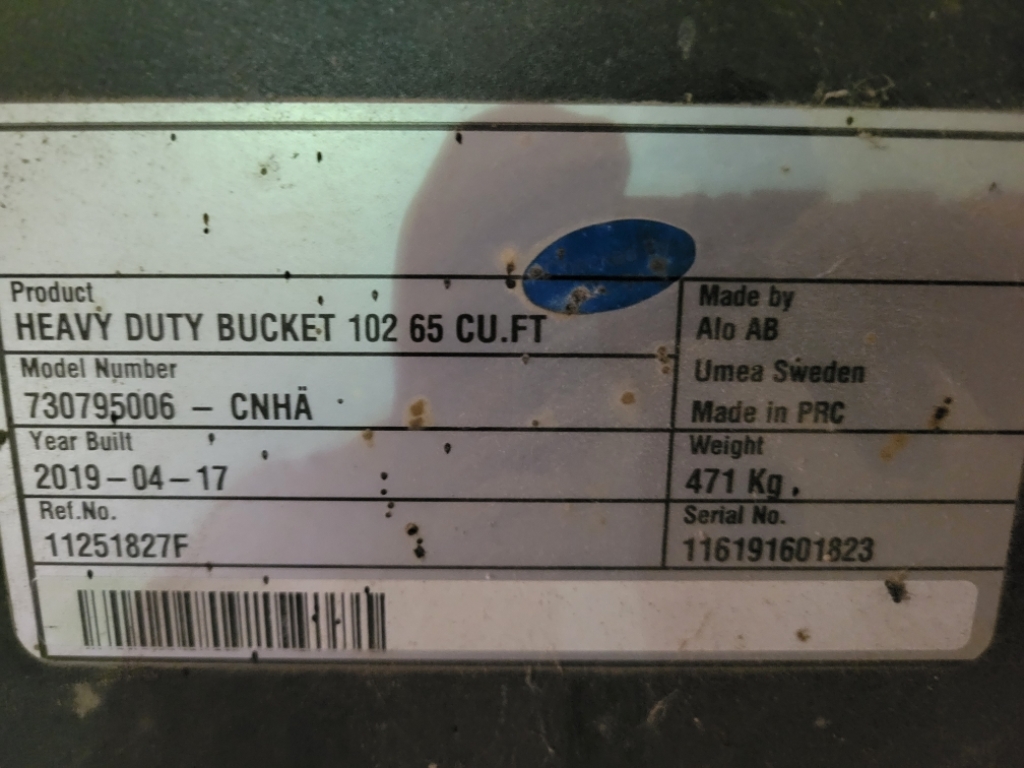 Product
HEAVY DUTY BUCKET 102 65 CU.FT
Made by
Alo AB
Umea Sweden
Made in PRC
Model Number
730795006 – CNHÄ
Year Built
2019–04–17
Weight
471 Kg
Ref.No.
11251827F
Serial No.
116191601823